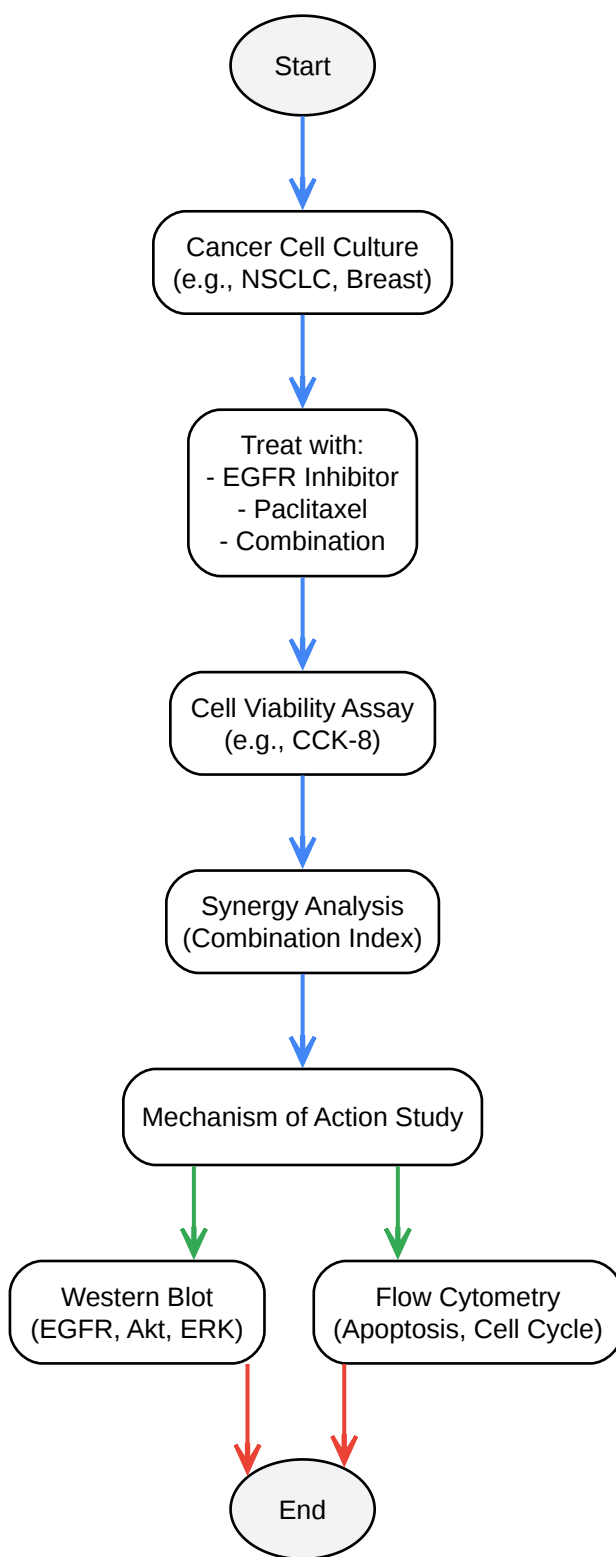 Start
Cancer Cell Culture
(e.g., NSCLC, Breast)
Treat with:
- EGFR Inhibitor
- Paclitaxel
- Combination
Cell Viability Assay
(e.g., CCK-8)
Synergy Analysis
(Combination Index)
Mechanism of Action Study
Western Blot
(EGFR, Akt, ERK)
Flow Cytometry
(Apoptosis, Cell Cycle)
End